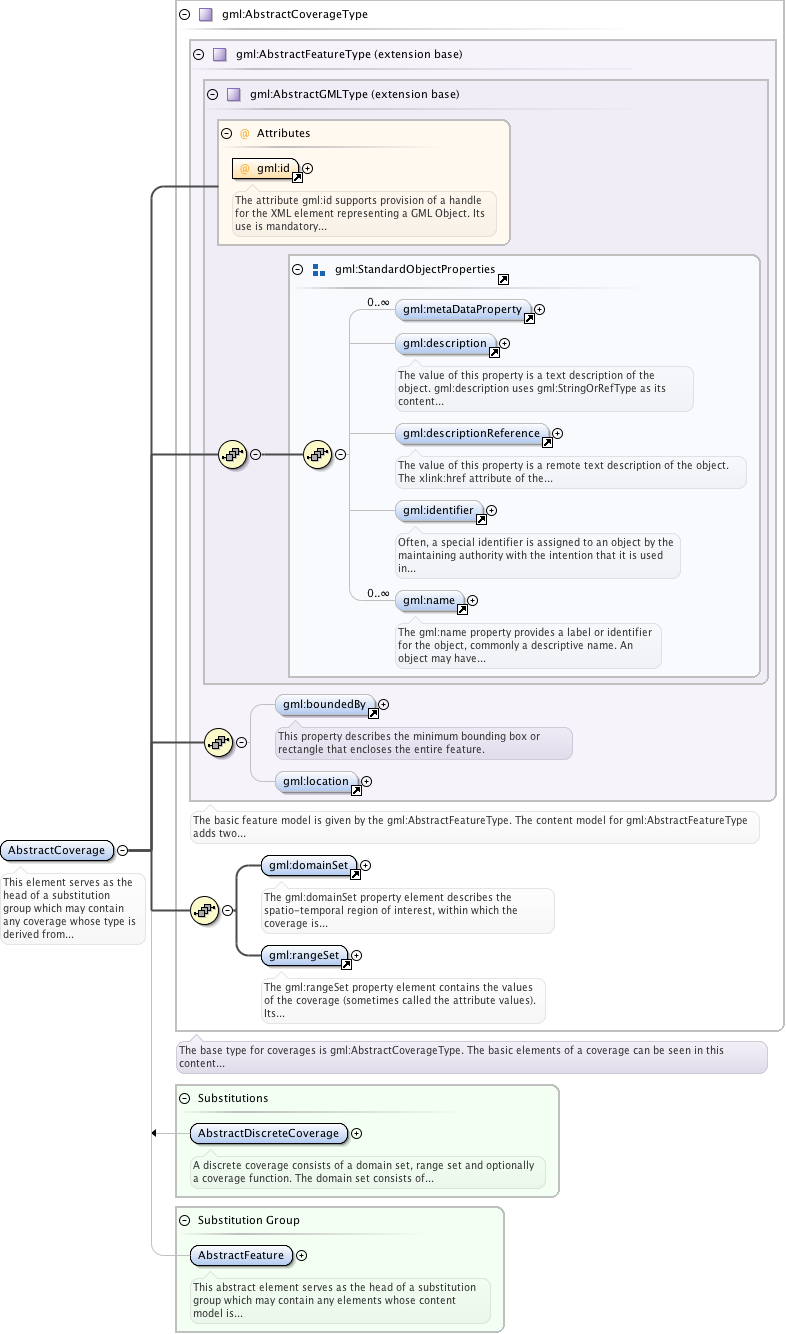 gml:AbstractCoverageType
gml:AbstractFeatureType (extension base)
gml:AbstractGMLType (extension base)
@ Attributes
@ gml:id
The attribute gml:id supports provision of a handle
for the XML element representing a GML Object. Its
use is mandatory...
gml:StandardObjectProperties
0..∞
gml:metaDataProperty
gml:description
The value of this property is a text description of the
object. gml:description uses gml:StringOrRefType as its
content...
gml:descriptionReference
The value of this property is a remote text description of the object.
The xlink:href attribute of the...
gml:identifier
Often, a special identifier is assigned to an object by the
maintaining authority with the intention that it is used
in...
0..∞
gml:name
The gml:name property provides a label or identifier
for the object, commonly a descriptive name. An
object may have...
gml:boundedBy
This property describes the minimum bounding box or
rectangle that encloses the entire feature.
gml:location
The basic feature model is given by the gml:AbstractFeatureType. The content model for gml:AbstractFeatureType
adds two...
AbstractCoverage
This element serves as the
head of a substitution
group which may contain
any coverage whose type is
derived from...
gml:domainSet
The gml:domainSet property element describes the
spatio-temporal region of interest, within which the
coverage is...
gml:rangeSet
The gml:rangeSet property element contains the values
of the coverage (sometimes called the attribute values).
Its...
The base type for coverages is gml:AbstractCoverageType. The basic elements of a coverage can be seen in this
content...
Substitutions
AbstractDiscreteCoverage
A discrete coverage consists of a domain set, range set and optionally
a coverage function. The domain set consists of...
Substitution Group
AbstractFeature
This abstract element serves as the head of a substitution
group which may contain any elements whose content
model is...